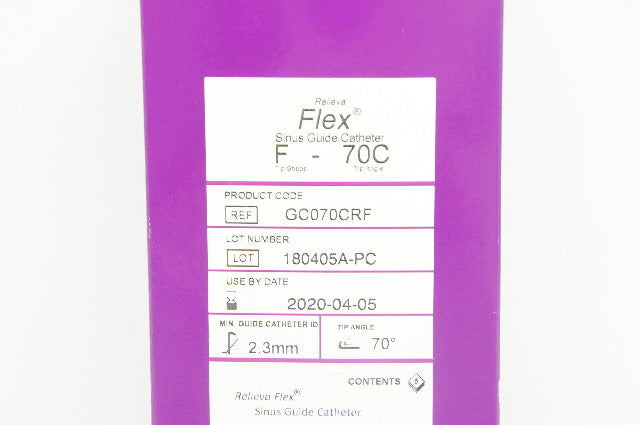 Relieva
Flex®
Sinus Guide Catheter
F - 70C
Tip Shape Tip Angle
PRODUCT CODE
REF GC070CRF
LOT NUMBER
LOT 180405A-PC
USE BY DATE
2020-04-05
MIN. GUIDE CATHETER ID
2.3mm
TIP ANGLE
70°
CONTENTS 5
Relieva Flex®
Sinus Guide Catheter